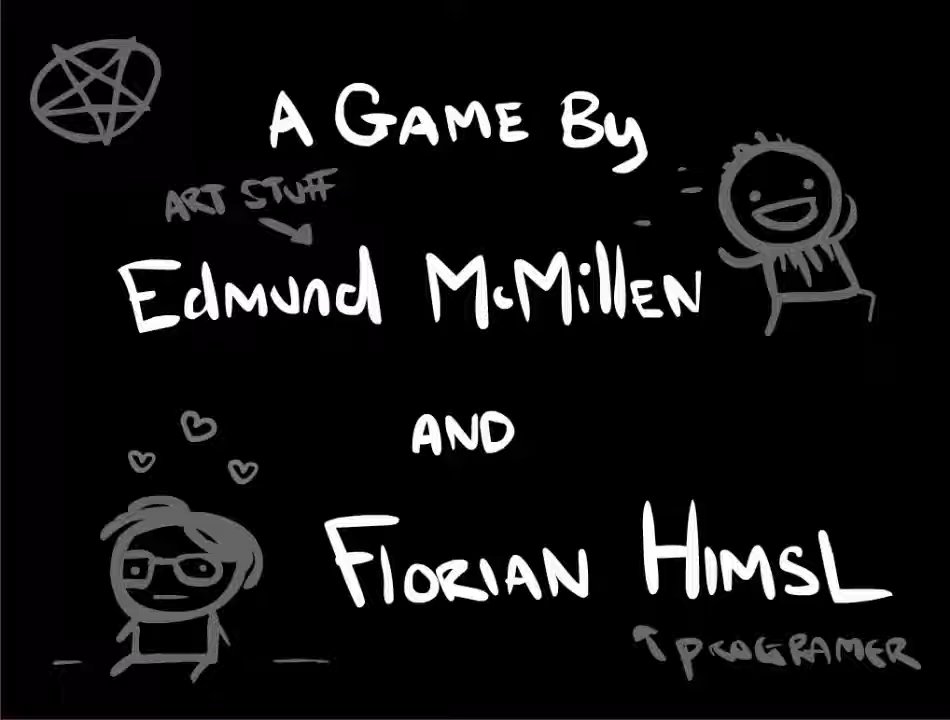 A GAME By
ART STUFF
Edmund McMillen
AND
FLORIAN HIMSL
PROGRAMER